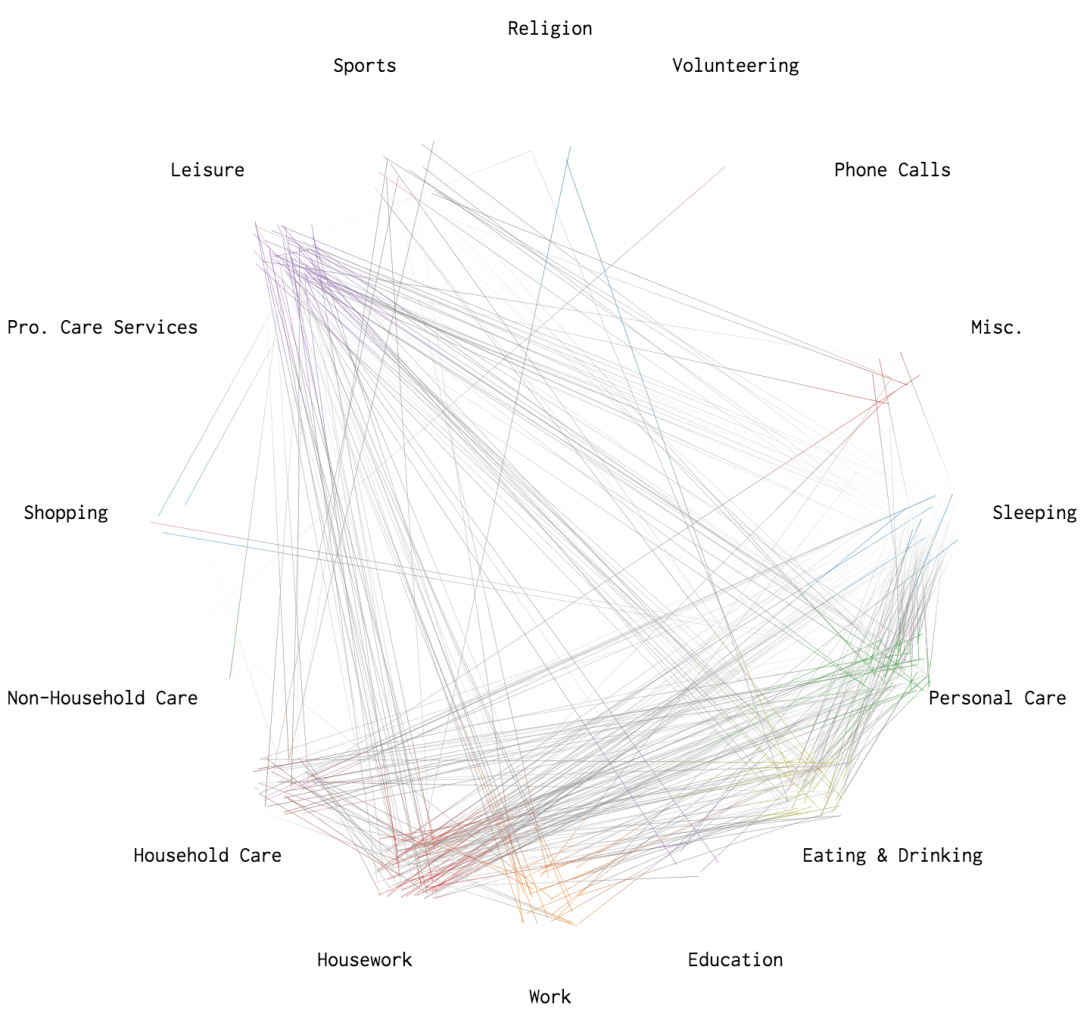 Religion
Sports
Volunteering
Leisure
Phone Calls
Pro. Care Services
Misc.
Shopping
Sleeping
Non-Household Care
Personal Care
Household Care
Eating & Drinking
Housework
Education
Work